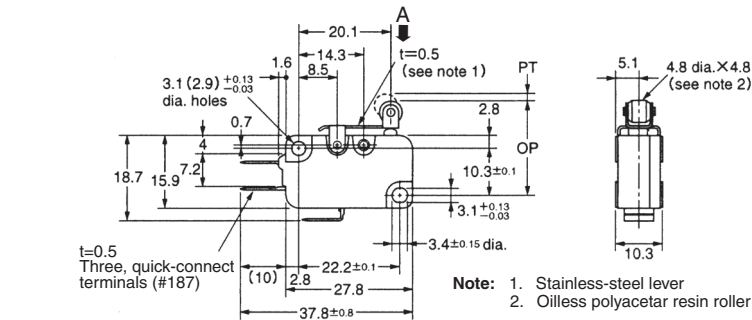 A
20.1
14.3
t=0.5
(see note 1)
8.5
1.6
3.1 (2.9) +0.13 −0.03
dia. holes
PT
5.1
4.8 dia.×4.8
(see note 2)
0.7
4
2.8
OP
7.2
10.3±0.1
18.7
15.9
3.1+0.13 −0.03
3.4±0.15 dia.
10.3
t=0.5
Three, quick-connect
terminals (#187)
(10)
2.8
22.2±0.1
27.8
37.8±0.8
Note: 1. Stainless-steel lever
2. Oilless polyacetar resin roller